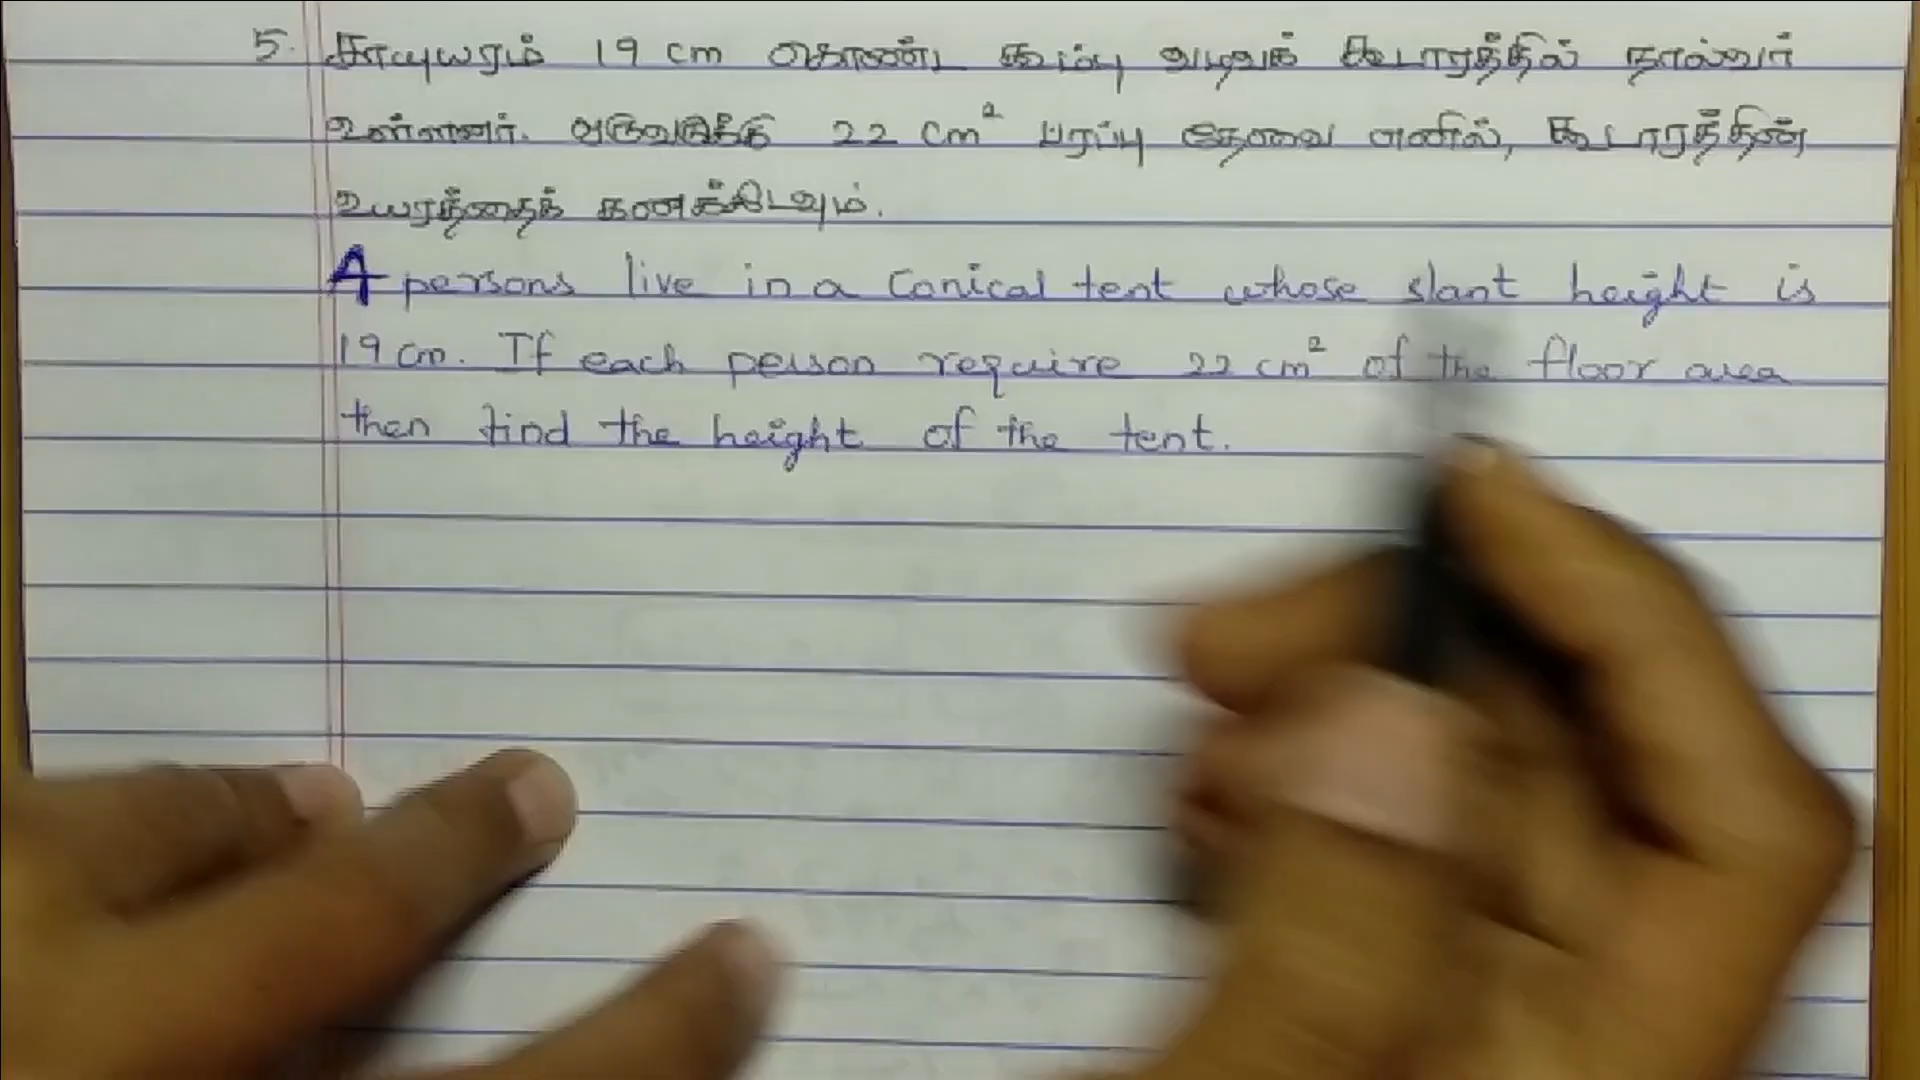 5. சாயுயரம் 19 cm கொண்ட கூம்பு வடிவக் கூடாரத்தில் நால்வர்
உள்ளனர். ஒருவருக்கு 22 cm² பரப்பு தேவை எனில், கூடாரத்தின்
உயரத்தைக் கணக்கிடவும்.
4 persons live in a Conical tent whose slant height is
19 cm. If each person require 22 cm² of the floor area
then find the height of the tent.